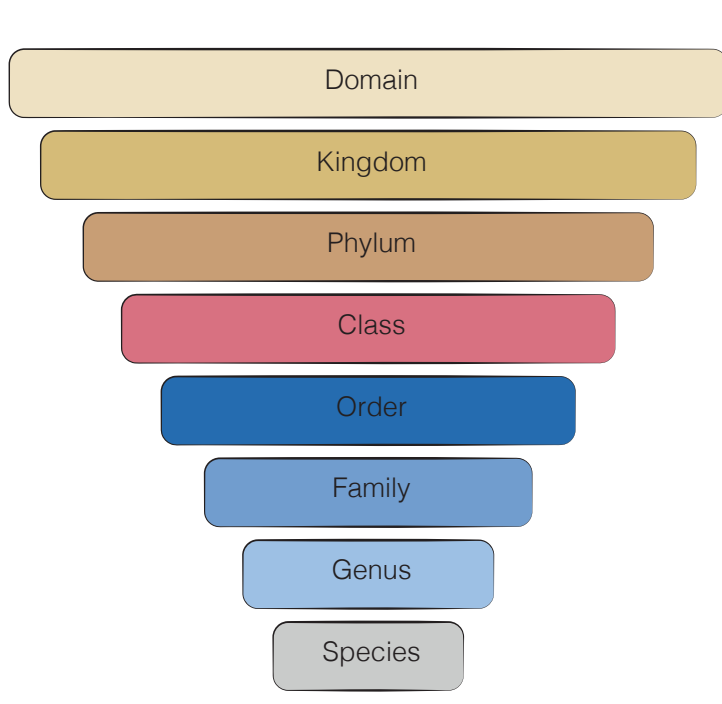 Domain
Kingdom
Phylum
Class
Order
Family
Genus
Species